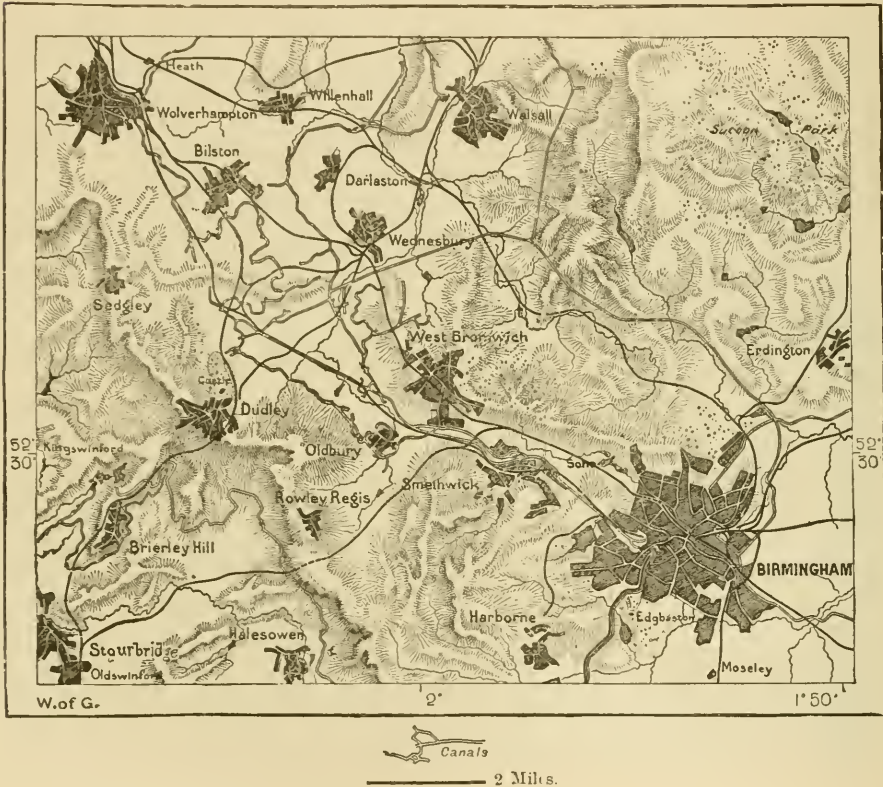 Heath
Willenhall
Wolverhampton
Walsall
Sutton Park
Bilston
Darlaston
Wednesbury
Sedgley
West Bromwich
Erdington
Castle
Dudley
52°
30'
52°
30'
Kingswinford
Oldbury
Soho
Smethwick
Rowley Regis
Brierley Hill
BIRMINGHAM
Harborne
Edgbaston
Halesowen
Stourbridge
Oldswinford
Moseley
W. of G.
2°
1°50'
Canals
2 Miles.